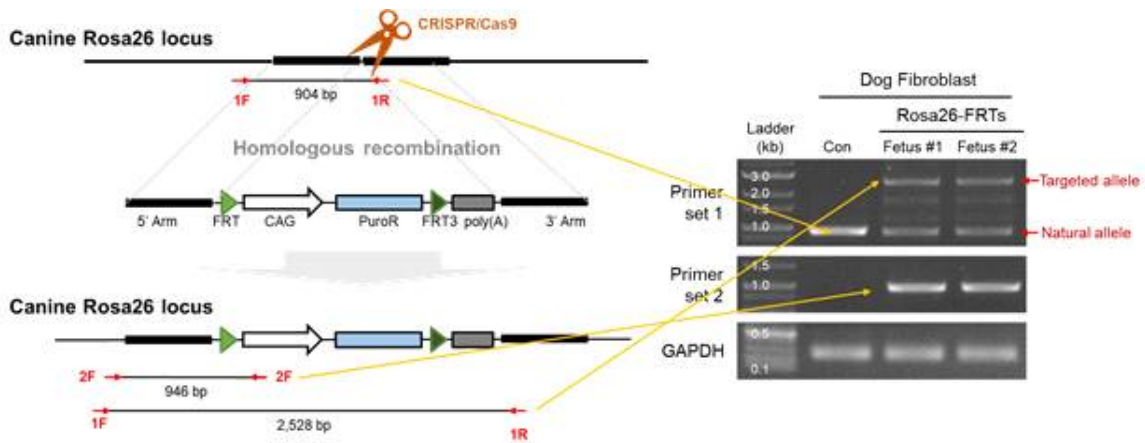 CRISPR/Cas9
Canine Rosa26 locus
904 bp
1F
1R
Homologous recombination
5' Arm
FRT
CAG
PuroR
FRT3
poly(A)
3' Arm
Canine Rosa26 locus
2F
2F
946 bp
1F
1R
2,528 bp
Dog Fibroblast
Rosa26-FRTs
Ladder
(kb)
Con
Fetus #1
Fetus #2
Primer
set 1
3.0
2.0
1.5
1.0
Targeted allele
Natural allele
Primer
set 2
1.5
1.0
GAPDH
0.5
0.1